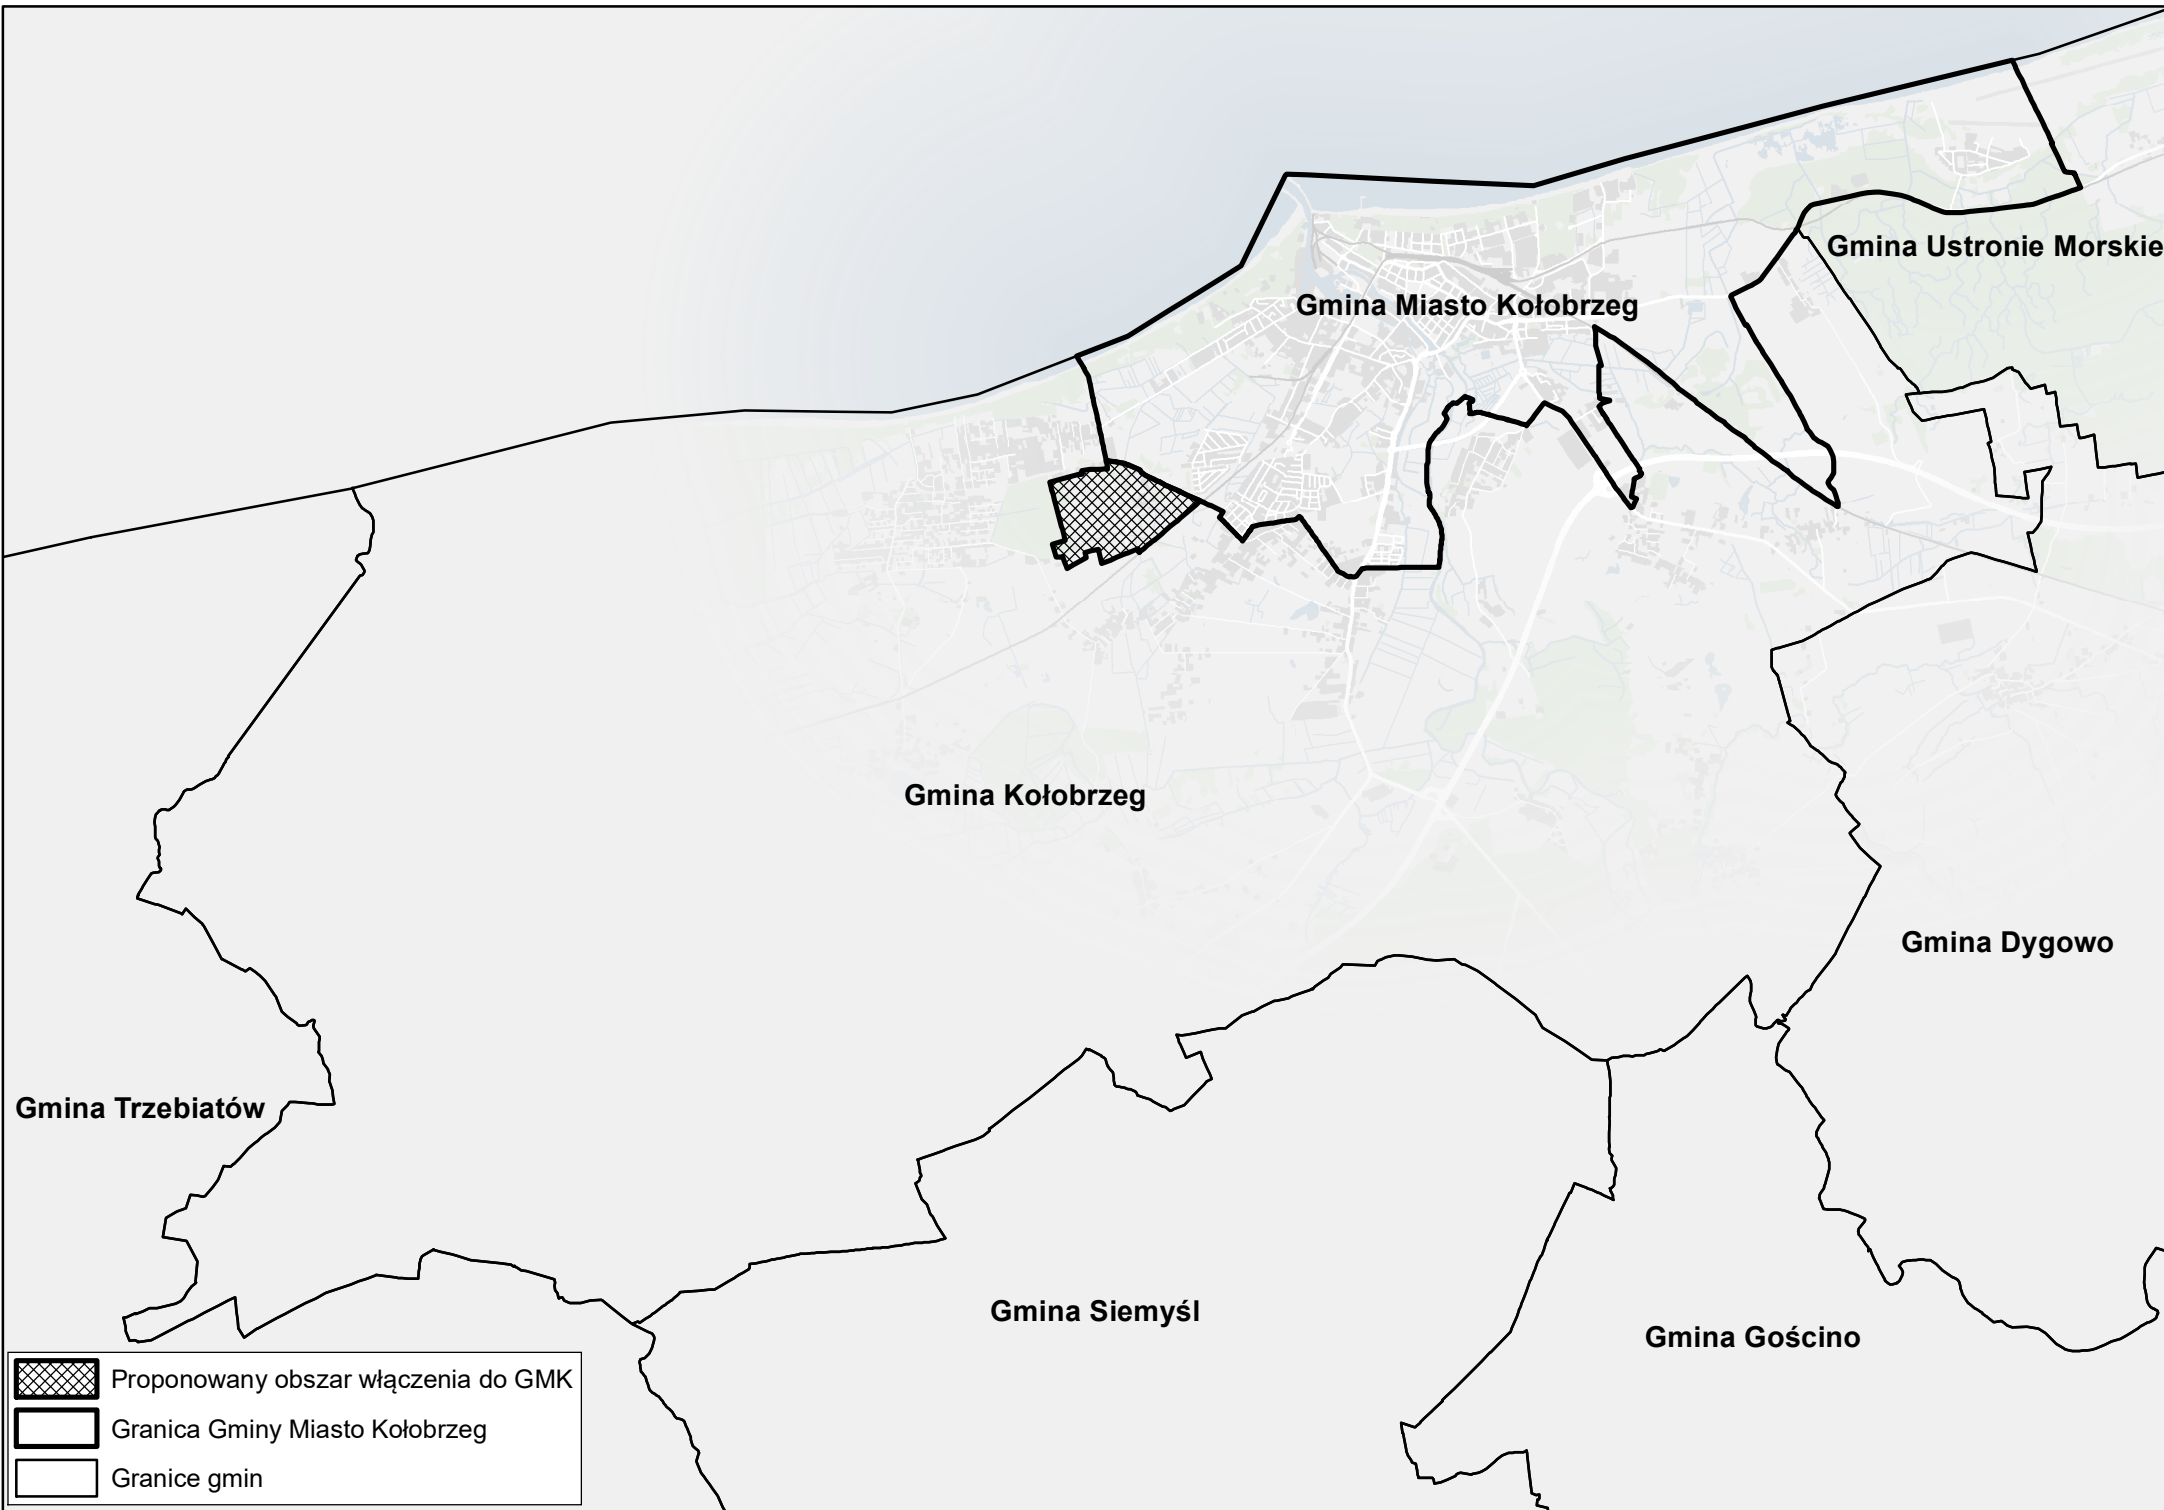 Gmina Ustronie Morskie
Gmina Miasto Kołobrzeg
Gmina Kołobrzeg
Gmina Dygowo
Gmina Trzebiatów
Gmina Siemyśl
Gmina Gościno
Proponowany obszar włączenia do GMK
Granica Gminy Miasto Kołobrzeg
Granice gmin